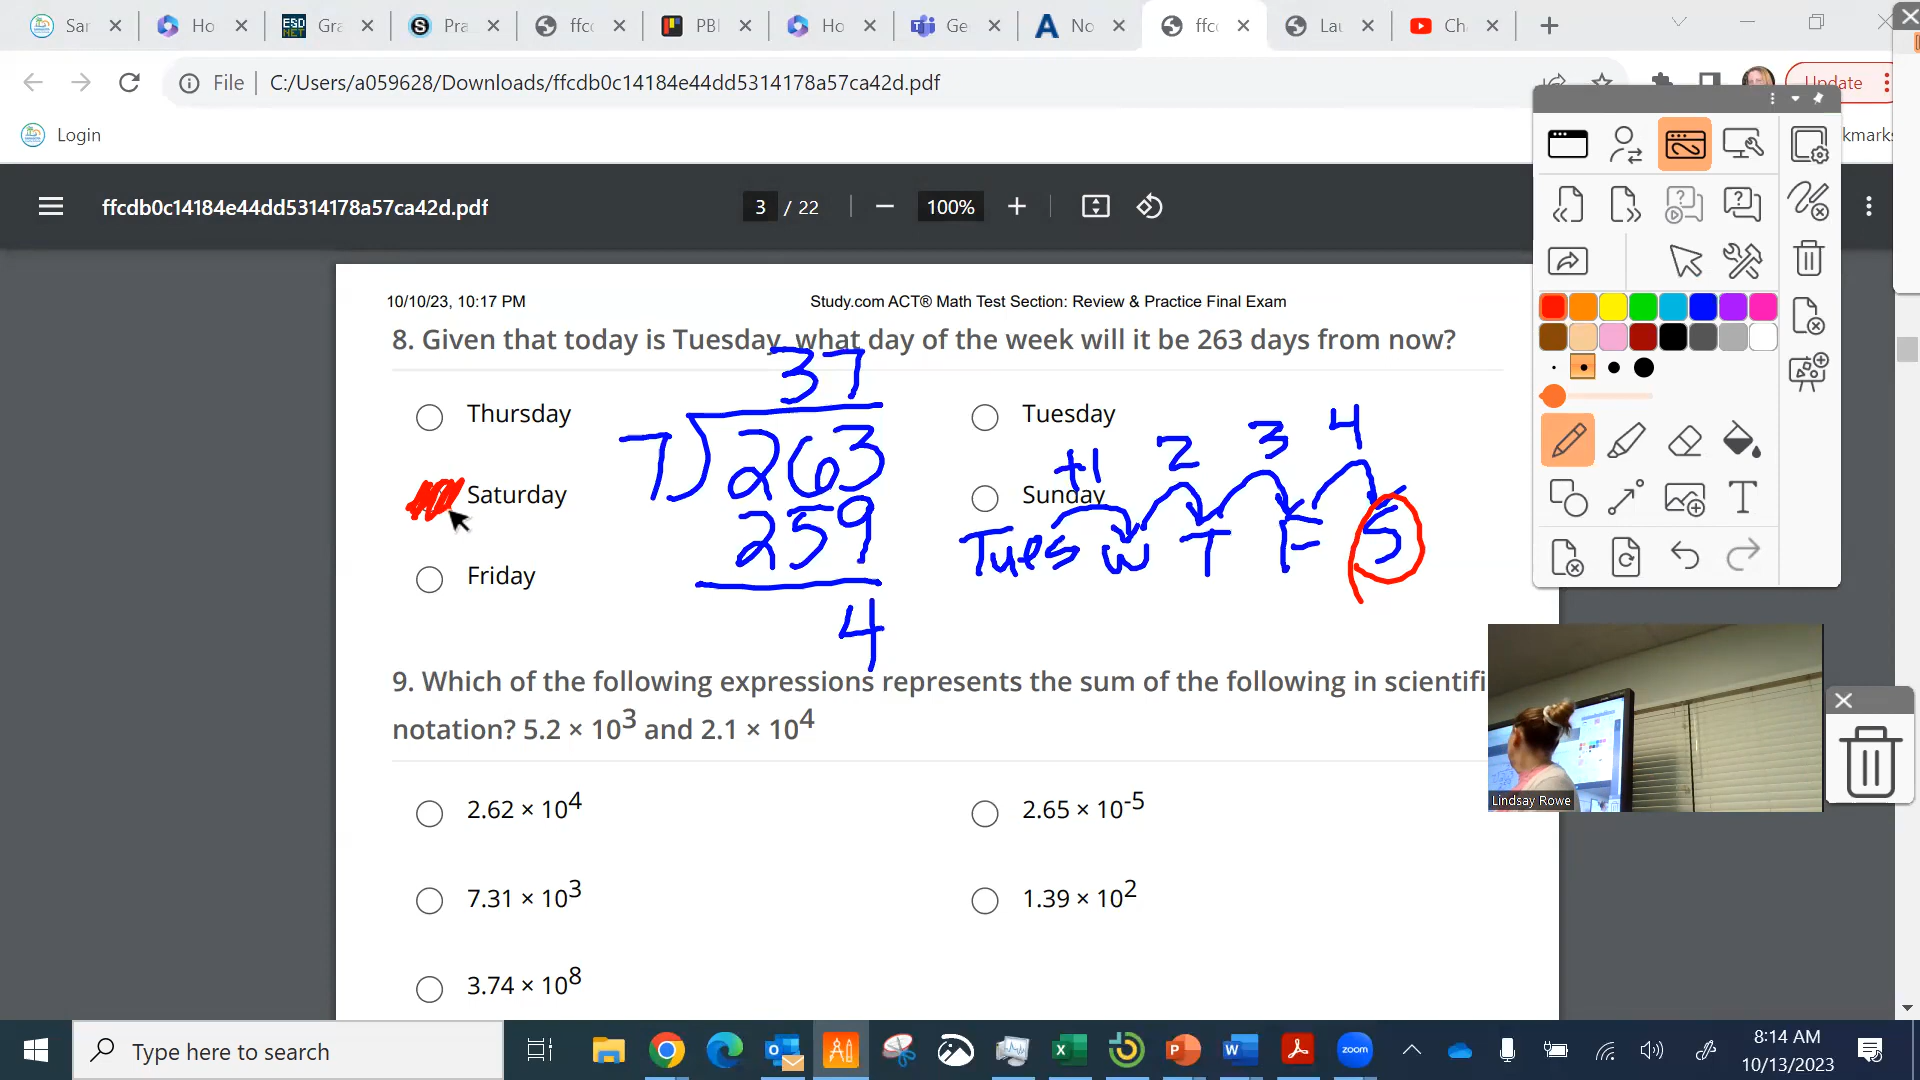 Sar
Ho
Gra
Pra
ffc
PBI
Ho
Ge
No
ffc
Lau
Ch
File C:/Users/a059628/Downloads/ffcdb0c14184e44dd5314178a57ca42d.pdf
Update
Login
kmarks
ffcdb0c14184e44dd5314178a57ca42d.pdf
3 / 22
100%
10/10/23, 10:17 PM
Study.com ACT® Math Test Section: Review & Practice Final Exam
8. Given that today is Tuesday, what day of the week will it be 263 days from now?
37
7 263
259
4
Thursday
Tuesday
Saturday
Sunday
Friday
+1 2 3 4
Tues W T F S
9. Which of the following expressions represents the sum of the following in scientifi
notation? 5.2 × 10³ and 2.1 × 10⁴
2.62 × 10⁴
2.65 × 10⁻⁵
7.31 × 10³
1.39 × 10²
3.74 × 10⁸
Lindsay Rowe
Type here to search
zoom
8:14 AM
10/13/2023